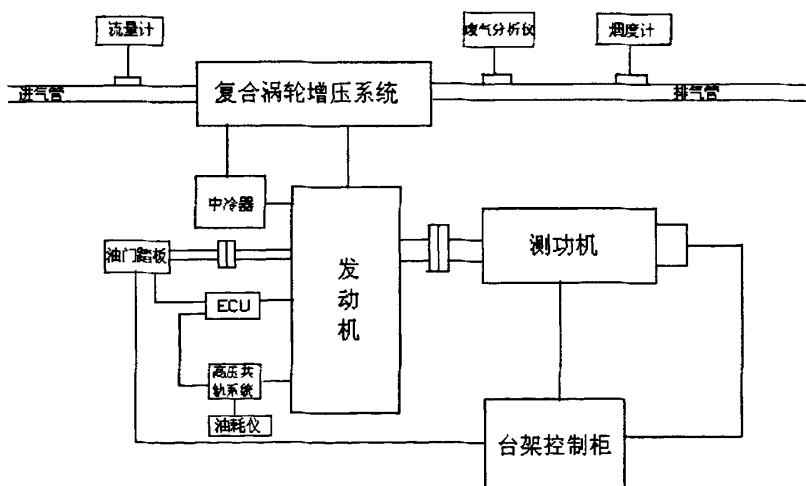 流量计
废气分析仪
烟度计
进气管
复合涡轮增压系统
排气管
中冷器
油门踏板
发
动
机
测功机
ECU
高压共
轨系统
油耗仪
台架控制柜